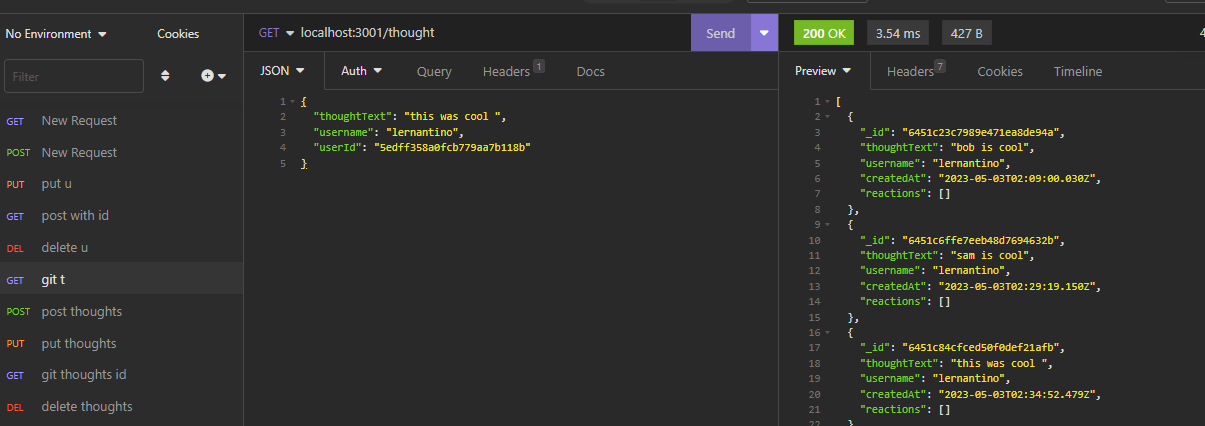 No Environment
Cookies
Filter
GET New Request
POST New Request
PUT put u
GET post with id
DEL delete u
GET git t
POST post thoughts
PUT put thoughts
GET git thoughts id
DEL delete thoughts
GET localhost:3001/thought
Send
JSON Auth Query Headers 1 Docs
1 {
2 "thoughtText": "this was cool ",
3 "username": "lernantino",
4 "userId": "5edff358a0fcb779aa7b118b"
5 }
200 OK 3.54 ms 427 B
Preview Headers 7 Cookies Timeline
1 [
2 {
3 "_id": "6451c23c7989e471ea8de94a",
4 "thoughtText": "bob is cool",
5 "username": "lernantino",
6 "createdAt": "2023-05-03T02:09:00.030Z",
7 "reactions": []
8 },
9 {
10 "_id": "6451c6ffe7eeb48d7694632b",
11 "thoughtText": "sam is cool",
12 "username": "lernantino",
13 "createdAt": "2023-05-03T02:29:19.150Z",
14 "reactions": []
15 },
16 {
17 "_id": "6451c84cfced50f0def21afb",
18 "thoughtText": "this was cool ",
19 "username": "lernantino",
20 "createdAt": "2023-05-03T02:34:52.479Z",
21 "reactions": []
22 },